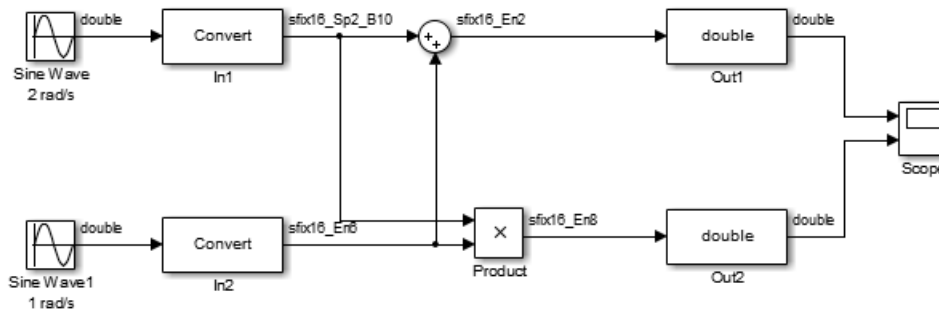 double
Convert
sfix16_Sp2_B10
sfix16_En2
double
double
Sine Wave
2 rad/s
In1
Out1
Scope
double
Convert
sfix16_En6
×
sfix16_En8
double
double
Sine Wave1
1 rad/s
In2
Product
Out2